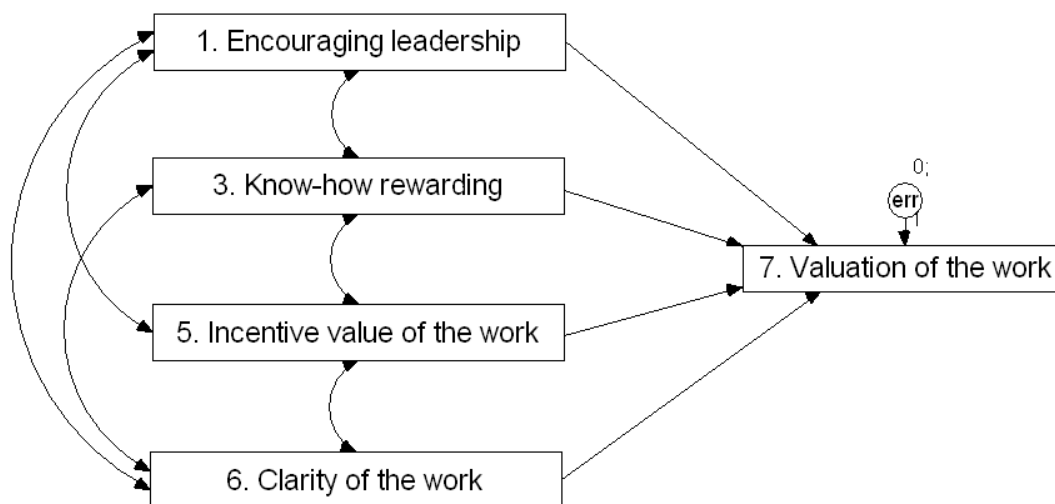 1. Encouraging leadership
3. Know-how rewarding
0;
err
1
7. Valuation of the work
5. Incentive value of the work
6. Clarity of the work